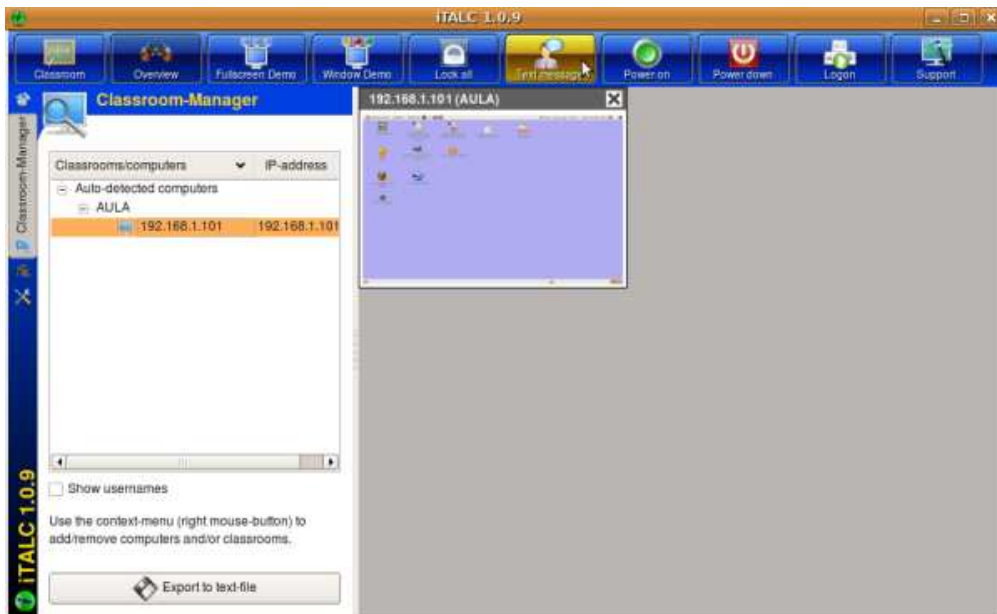 iTALC 1.0.9
Classroom
Overview
Fullscreen Demo
Window Demo
Lock all
Text message
Power on
Power down
Logon
Support
Classroom-Manager
Classroom-Manager
192.168.1.101 (AULA)
Classrooms/computers IP-address
Auto-detected computers
AULA
192.168.1.101 192.168.1.101
Show usernames
Use the context-menu (right mouse-button) to
add/remove computers and/or classrooms.
Export to text-file
iTALC 1.0.9